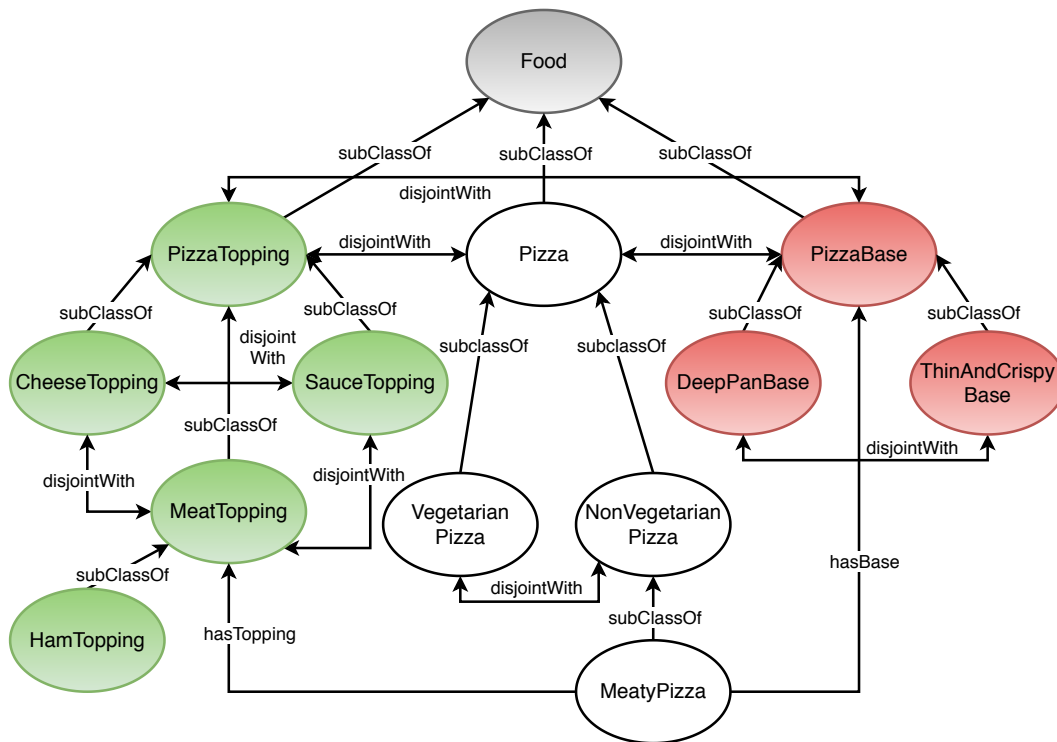 Food
subClassOf
subClassOf
subClassOf
disjointWith
PizzaTopping
disjointWith
Pizza
disjointWith
PizzaBase
subClassOf
subClassOf
subClassOf
subClassOf
disjoint
With
subclassOf
subclassOf
CheeseTopping
SauceTopping
DeepPanBase
ThinAndCrispy
Base
subClassOf
disjointWith
disjointWith
disjointWith
MeatTopping
Vegetarian
Pizza
NonVegetarian
Pizza
subClassOf
disjointWith
hasBase
subClassOf
HamTopping
hasTopping
MeatyPizza